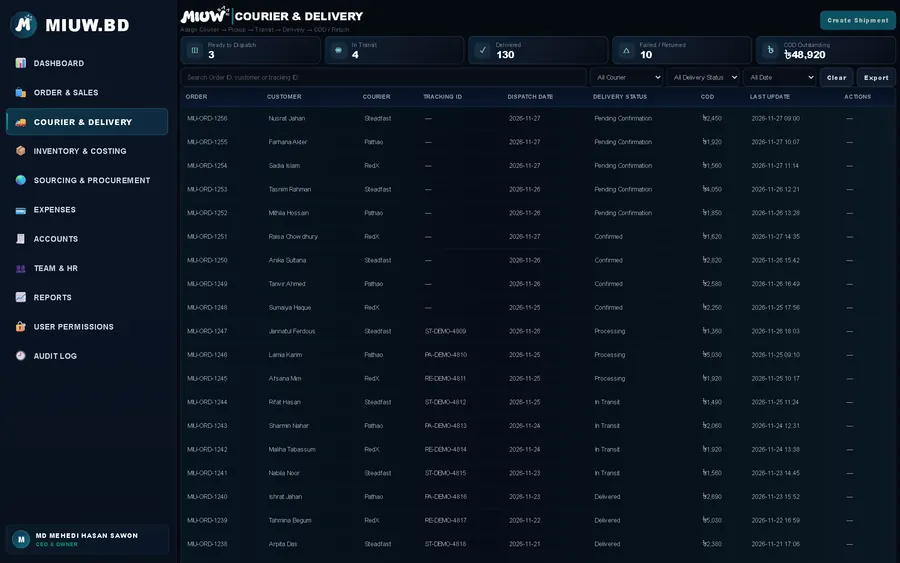 MIUW.BD
DASHBOARD
ORDER & SALES
COURIER & DELIVERY
INVENTORY & COSTING
SOURCING & PROCUREMENT
EXPENSES
ACCOUNTS
TEAM & HR
REPORTS
USER PERMISSIONS
AUDIT LOG
M MD MEHEDI HASAN SAWON
CEO & OWNER
MIUW COURIER & DELIVERY
Assign Courier → Pickup → Transit → Delivery → COD / Return
Create Shipment
Ready to Dispatch
3
In Transit
4
Delivered
130
Failed / Returned
10
COD Outstanding
৳48,920
Search Order ID, customer or tracking ID
All Courier
All Delivery Status
All Date
Clear
Export
ORDER CUSTOMER COURIER TRACKING ID DISPATCH DATE DELIVERY STATUS COD LAST UPDATE ACTIONS
MIU-ORD-1256 Nusrat Jahan Steadfast — 2026-11-27 Pending Confirmation ৳2,450 2026-11-27 09:00 —
MIU-ORD-1255 Farhana Akter Pathao — 2026-11-27 Pending Confirmation ৳1,920 2026-11-27 10:07 —
MIU-ORD-1254 Sadia Islam RedX — 2026-11-27 Pending Confirmation ৳1,560 2026-11-27 11:14 —
MIU-ORD-1253 Tasnim Rahman Steadfast — 2026-11-26 Pending Confirmation ৳4,050 2026-11-26 12:21 —
MIU-ORD-1252 Mithila Hossain Pathao — 2026-11-26 Pending Confirmation ৳1,850 2026-11-26 13:28 —
MIU-ORD-1251 Raisa Chowdhury RedX — 2026-11-27 Confirmed ৳1,620 2026-11-27 14:35 —
MIU-ORD-1250 Anika Sultana Steadfast — 2026-11-26 Confirmed ৳2,820 2026-11-26 15:42 —
MIU-ORD-1249 Tanvir Ahmed Pathao — 2026-11-26 Confirmed ৳2,580 2026-11-26 16:49 —
MIU-ORD-1248 Sumaiya Haque RedX — 2026-11-25 Confirmed ৳2,250 2026-11-25 17:56 —
MIU-ORD-1247 Jannatul Ferdous Steadfast ST-DEMO-4809 2026-11-26 Processing ৳1,360 2026-11-26 18:03 —
MIU-ORD-1246 Lamia Karim Pathao PA-DEMO-4810 2026-11-25 Processing ৳5,030 2026-11-25 09:10 —
MIU-ORD-1245 Afsana Mim RedX RE-DEMO-4811 2026-11-25 Processing ৳1,920 2026-11-25 10:17 —
MIU-ORD-1244 Rifat Hasan Steadfast ST-DEMO-4812 2026-11-25 In Transit ৳1,490 2026-11-25 11:24 —
MIU-ORD-1243 Sharmin Nahar Pathao PA-DEMO-4813 2026-11-24 In Transit ৳2,060 2026-11-24 12:31 —
MIU-ORD-1242 Maliha Tabassum RedX RE-DEMO-4814 2026-11-24 In Transit ৳1,920 2026-11-24 13:38 —
MIU-ORD-1241 Nabila Noor Steadfast ST-DEMO-4815 2026-11-23 In Transit ৳1,560 2026-11-23 14:45 —
MIU-ORD-1240 Ishrat Jahan Pathao PA-DEMO-4816 2026-11-23 Delivered ৳2,690 2026-11-23 15:52 —
MIU-ORD-1239 Tahmina Begum RedX RE-DEMO-4817 2026-11-22 Delivered ৳5,030 2026-11-22 16:59 —
MIU-ORD-1238 Arpita Das Steadfast ST-DEMO-4818 2026-11-21 Delivered ৳2,380 2026-11-21 17:06 —